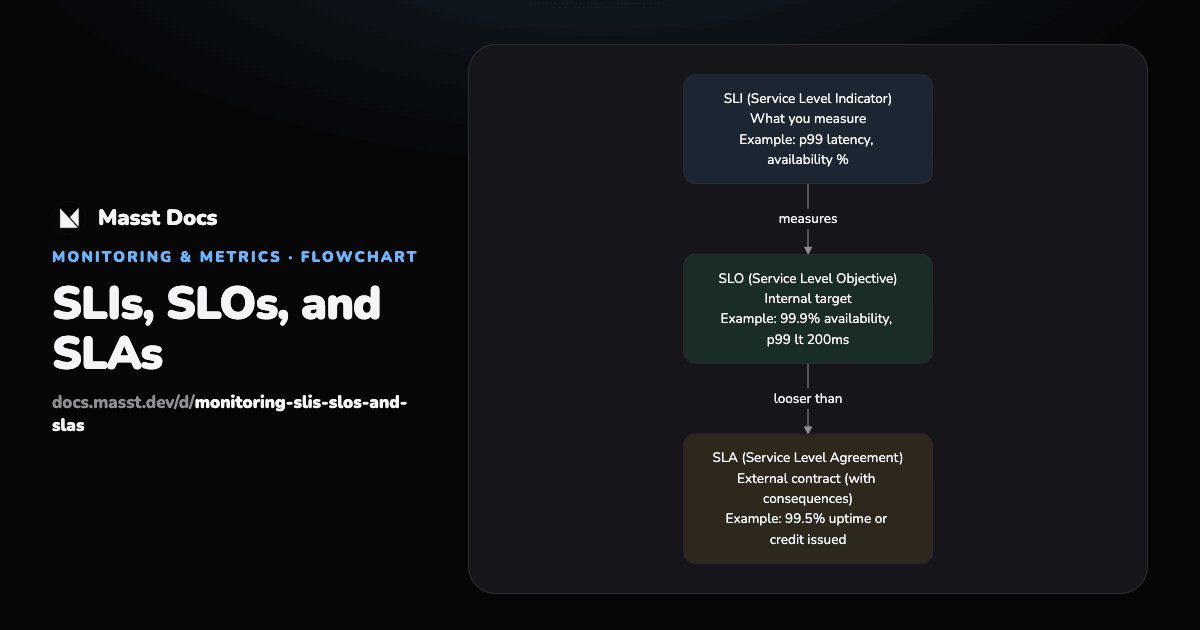 Masst Docs
MONITORING & METRICS · FLOWCHART
SLIs, SLOs, and
SLAs
docs.masst.dev/d/monitoring-slis-slos-and-
slas
SLI (Service Level Indicator)
What you measure
Example: p99 latency,
availability %
measures
SLO (Service Level Objective)
Internal target
Example: 99.9% availability,
p99 lt 200ms
looser than
SLA (Service Level Agreement)
External contract (with
consequences)
Example: 99.5% uptime or
credit issued